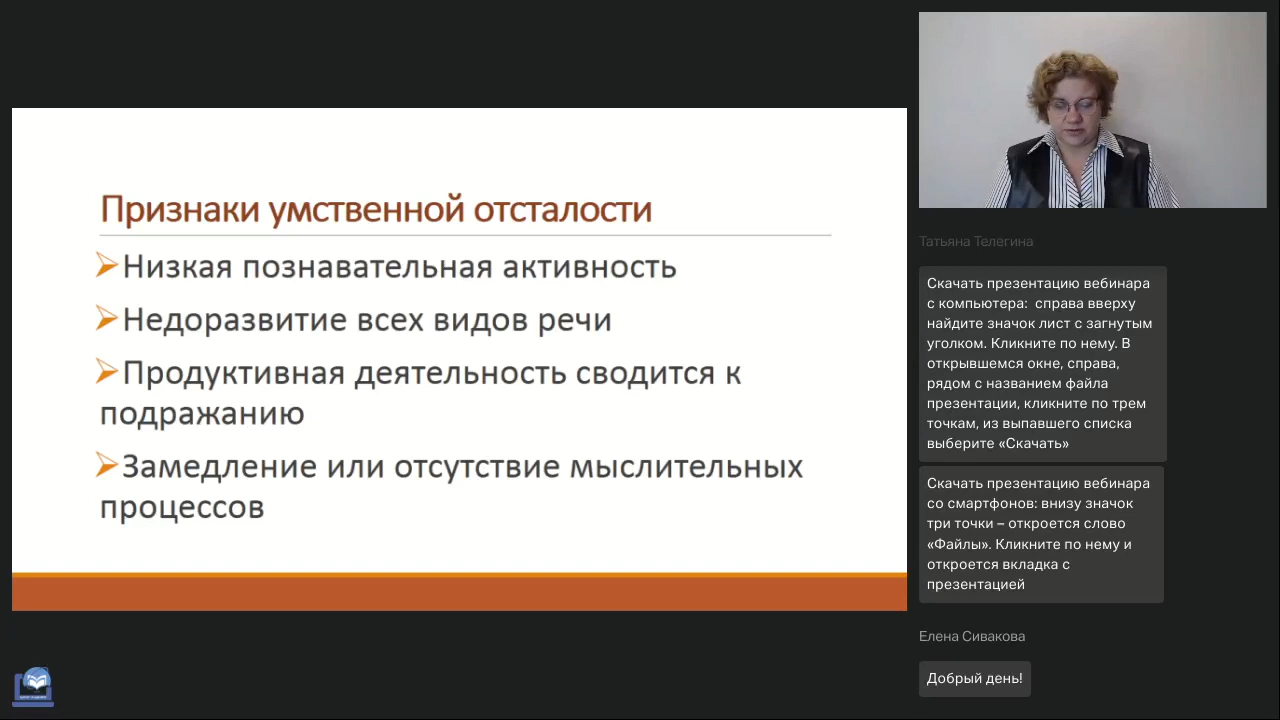 Признаки умственной отсталости
Низкая познавательная активность
Недоразвитие всех видов речи
Продуктивная деятельность сводится к
подражанию
Замедление или отсутствие мыслительных
процессов
Татьяна Телегина
Скачать презентацию вебинара
с компьютера:  справа вверху
найдите значок лист с загнутым
уголком. Кликните по нему. В
открывшемся окне, справа,
рядом с названием файла
презентации, кликните по трем
точкам, из выпавшего списка
выберите «Скачать»
Скачать презентацию вебинара
со смартфонов: внизу значок
три точки – откроется слово
«Файлы». Кликните по нему и
откроется вкладка с
презентацией
Елена Сивакова
Добрый день!